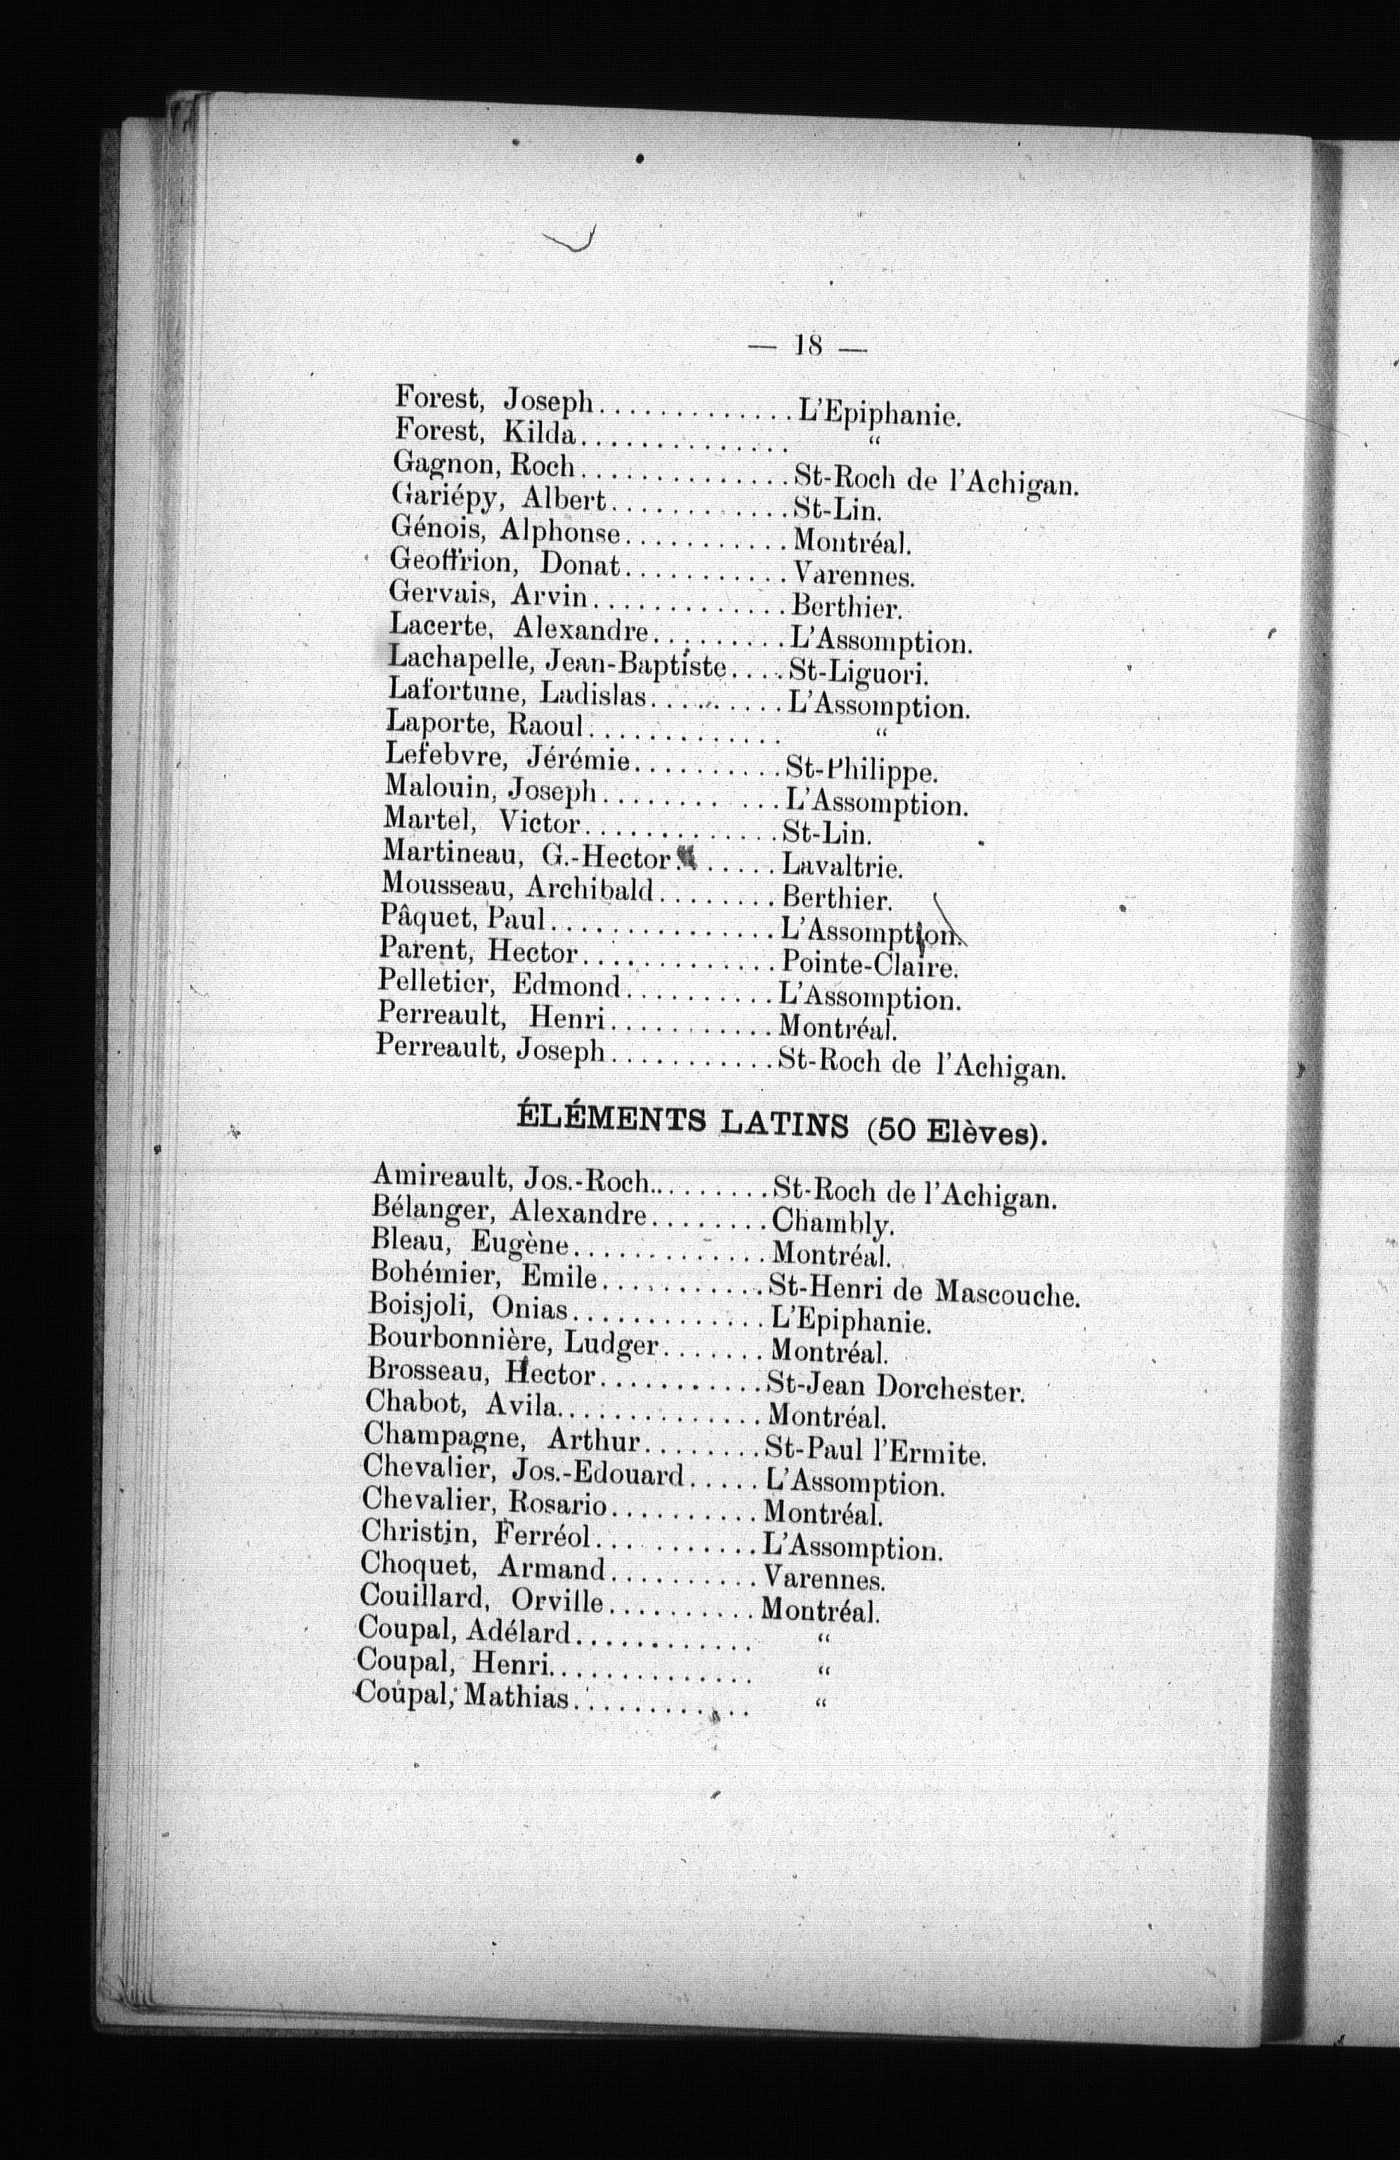 — 18 —
Forest, Joseph.............L'Epiphanie.
Forest, Kilda.............. “
Gagnon, Roch..............St-Roch de l'Achigan.
Gariépy, Albert............St-Lin.
Génois, Alphonse...........Montréal.
Geoffrion, Donat...........Varennes.
Gervais, Arvin.............Berthier.
Lacerte, Alexandre.........L'Assomption.
Lachapelle, Jean-Baptiste....St-Liguori.
Lafortune, Ladislas.........L'Assomption.
Laporte, Raoul............. “
Lefebvre, Jérémie..........St-Philippe.
Malouin, Joseph............L'Assomption.
Martel, Victor.............St-Lin.
Martineau, G.-Hector.......Lavaltrie.
Mousseau, Archibald........Berthier.
Pâquet, Paul...............L'Assomption.
Parent, Hector.............Pointe-Claire.
Pelletier, Edmond..........L'Assomption.
Perreault, Henri...........Montréal.
Perreault, Joseph...........St-Roch de l'Achigan.
ÉLÉMENTS LATINS (50 Elèves).
Amireault, Jos.-Roch.........St-Roch de l'Achigan.
Bélanger, Alexandre........Chambly.
Bleau, Eugène.............Montréal.
Bohémier, Emile...........St-Henri de Mascouche.
Boisjoli, Onias.............L'Epiphanie.
Bourbonnière, Ludger.......Montréal.
Brosseau, Hector...........St-Jean Dorchester.
Chabot, Avila..............Montréal.
Champagne, Arthur........St-Paul l'Ermite.
Chevalier, Jos.-Edouard.....L'Assomption.
Chevalier, Rosario..........Montréal.
Christin, Ferréol...........L'Assomption.
Choquet, Armand..........Varennes.
Couillard, Orville..........Montréal.
Coupal, Adélard............ “
Coupal, Henri.............. “
Coupal, Mathias............ “